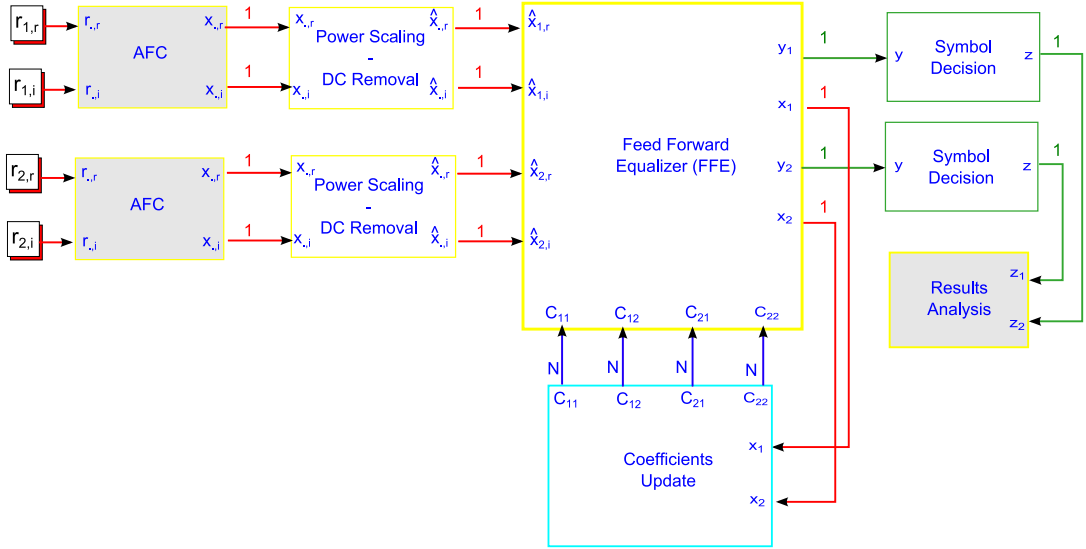 r1,r
r.,r
AFC
x.,r
1
x.,r
Power Scaling
-
DC Removal
x̂.,r
1
x̂1,r
r1,i
r.,i
x.,i
1
x.,i
x̂.,i
1
x̂1,i
r2,r
r.,r
AFC
x.,r
1
x.,r
Power Scaling
-
DC Removal
x̂.,r
1
x̂2,r
r2,i
r.,i
x.,i
1
x.,i
x̂.,i
1
x̂2,i
Feed Forward
Equalizer (FFE)
y1
1
x1
1
y2
1
x2
1
y
Symbol
Decision
z
1
y
Symbol
Decision
z
1
Results
Analysis
z1
z2
C11
C12
C21
C22
N
N
N
N
C11
C12
C21
C22
Coefficients
Update
x1
x2